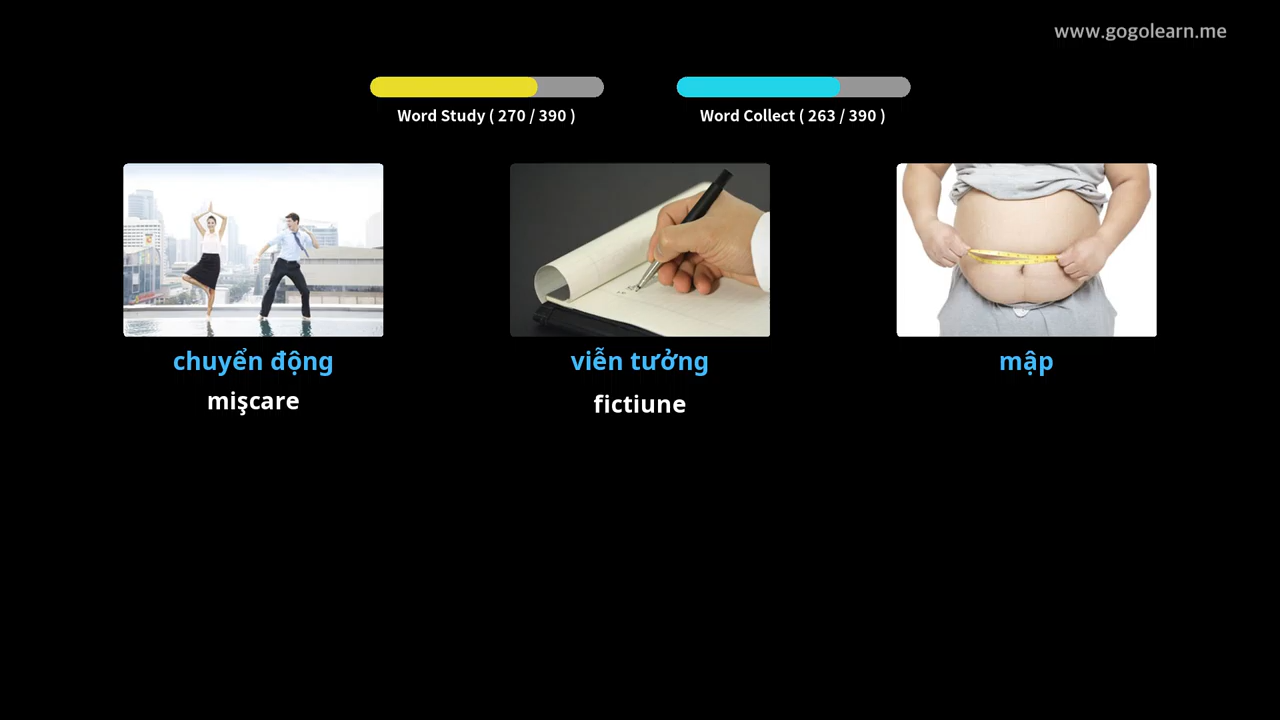 www.gogolearn.me
Word Study ( 270 / 390 )
Word Collect ( 263 / 390 )
chuyển động
mişcare
viễn tưởng
fictiune
mập